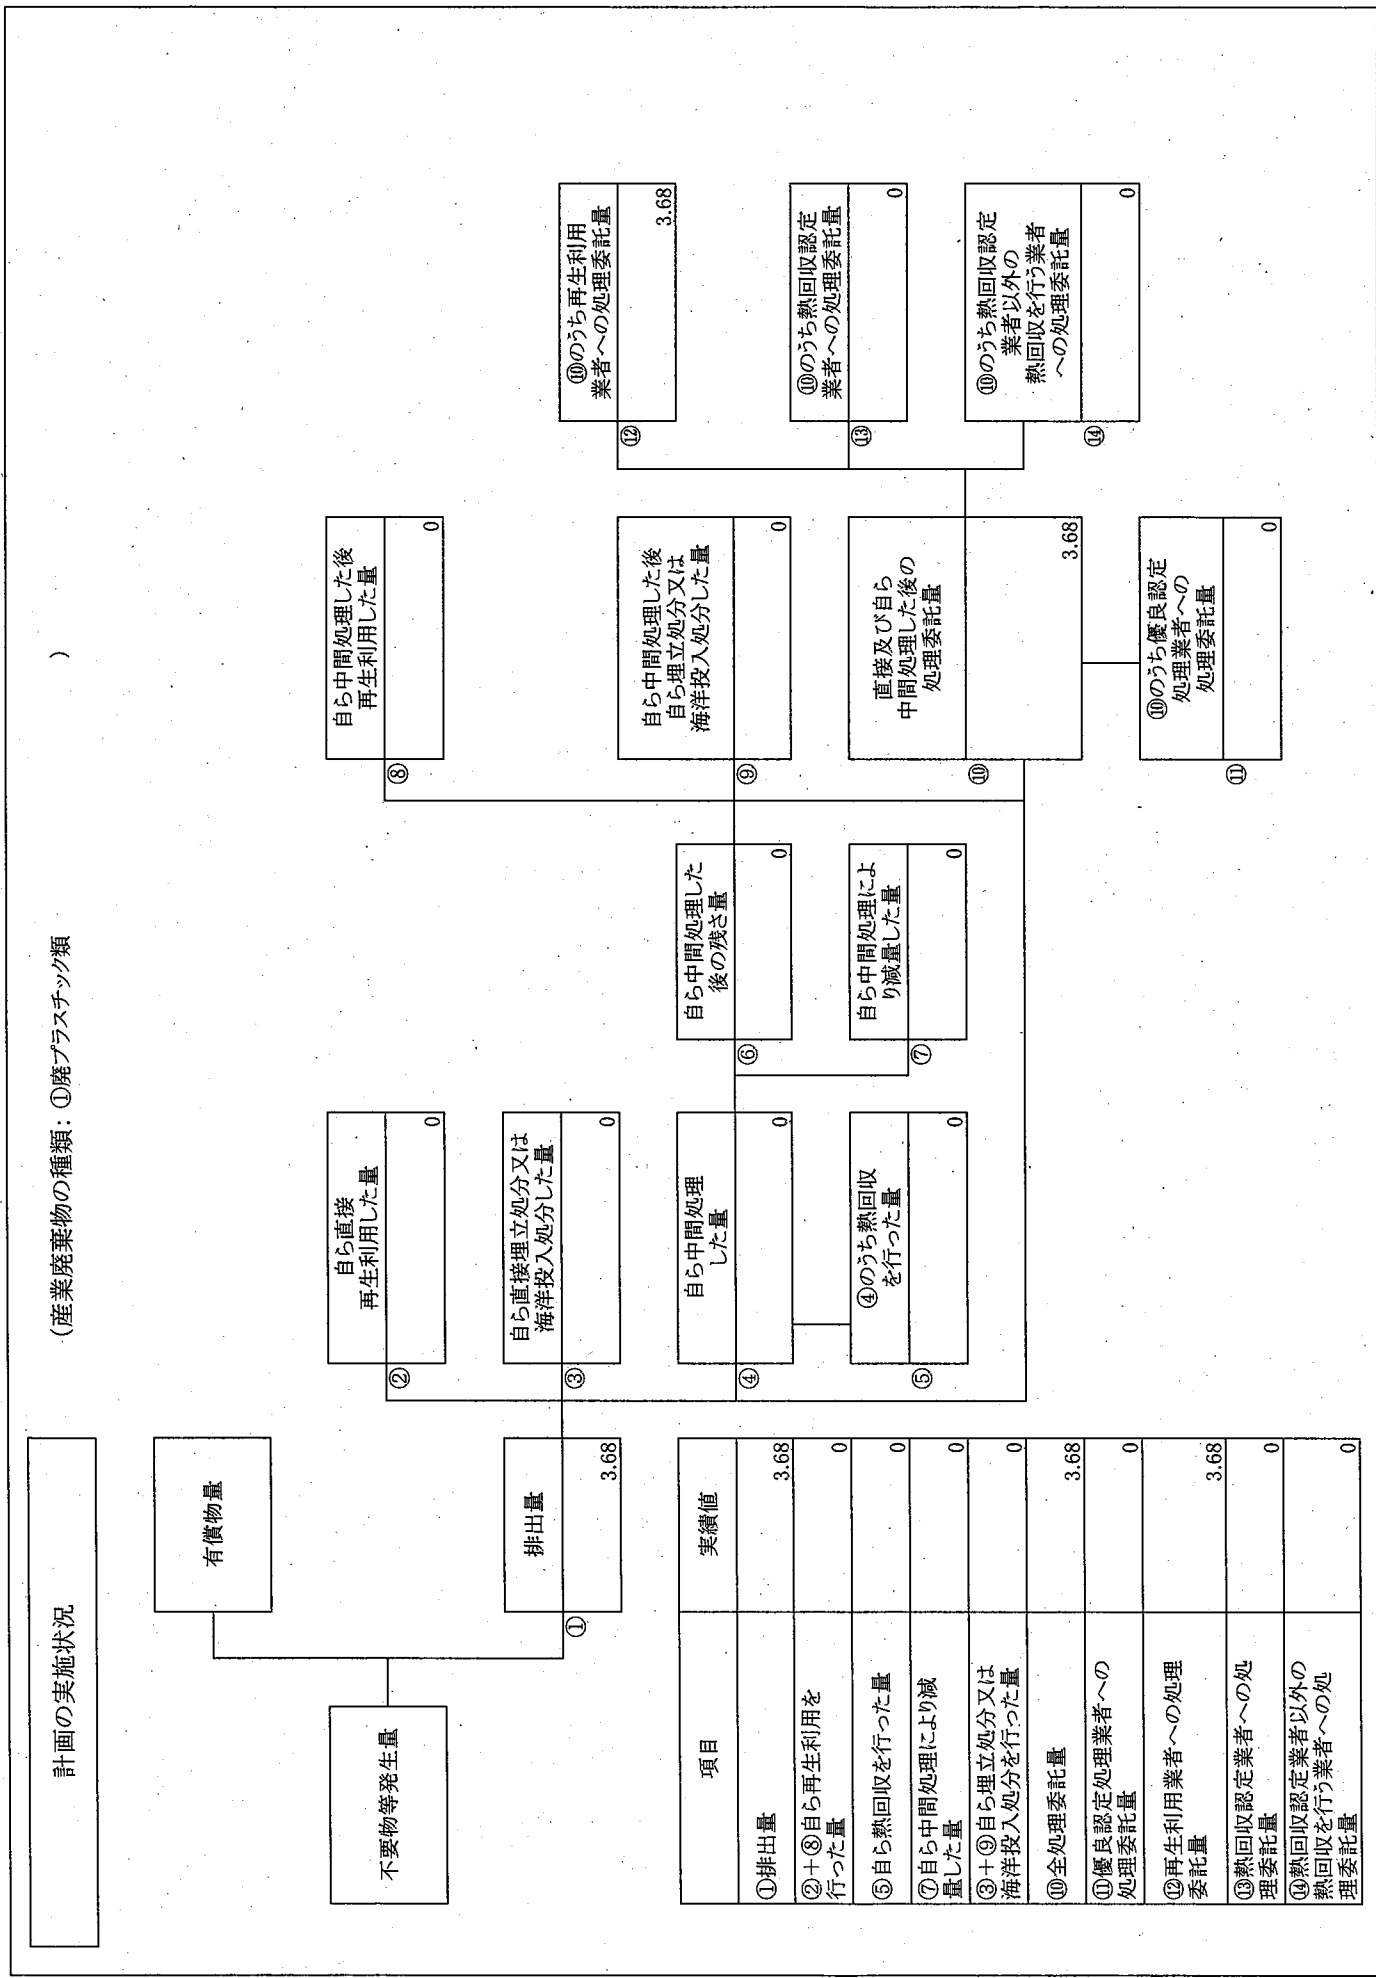 計画の実施状況
(産業廃棄物の種類: ①廃プラスチック類
)
不要物等発生量
有償物量
①
排出量
3.68
②
自ら直接
再生利用した量
0
③
自ら直接埋立処分又は
海洋投入処分した量
0
④
自ら中間処理
した量
0
⑤
④のうち熱回収
を行った量
0
⑥
自ら中間処理した
後の残さ量
0
⑦
自ら中間処理によ
り減量した量
0
⑧
自ら中間処理した後
再生利用した量
0
⑨
自ら中間処理した後
自ら埋立処分又は
海洋投入処分した量
0
⑩
直接及び自ら
中間処理した後の
処理委託量
3.68
⑪
⑩のうち優良認定
処理業者への
処理委託量
0
⑫
⑩のうち再生利用
業者への処理委託量
3.68
⑬
⑩のうち熱回収認定
業者への処理委託量
0
⑭
⑩のうち熱回収認定
業者以外の
熱回収を行う業者
への処理委託量
0
項目 実績値
①排出量 3.68
②+⑧自ら再生利用を
行った量 0
⑤自ら熱回収を行った量 0
⑦自ら中間処理により減
量した量 0
③+⑨自ら埋立処分又は
海洋投入処分を行った量 0
⑩全処理委託量 3.68
⑪優良認定処理業者への
処理委託量 0
⑫再生利用業者への処理
委託量 3.68
⑬熱回収認定業者への処
理委託量 0
⑭熱回収認定業者以外の
熱回収を行う業者への処
理委託量 0